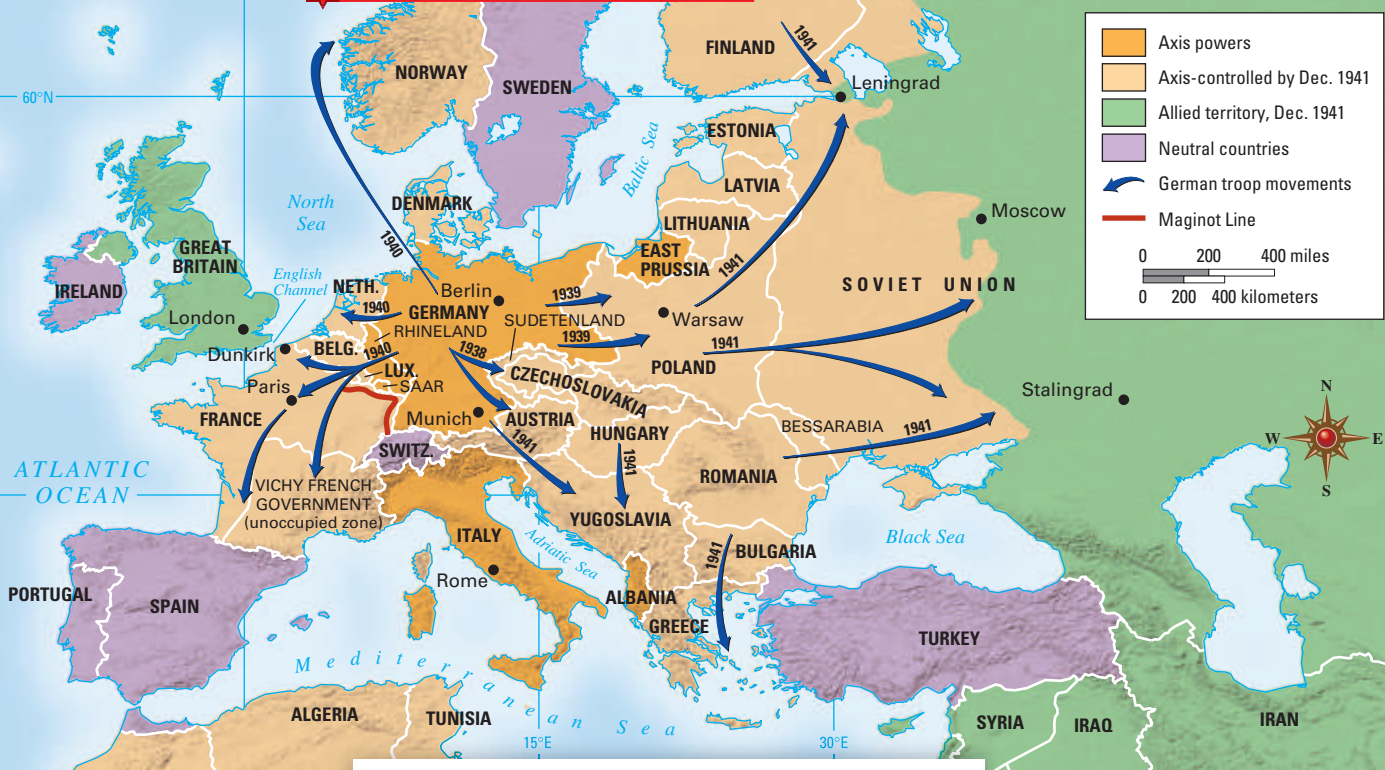 Axis powers
Axis-controlled by Dec. 1941
Allied territory, Dec. 1941
Neutral countries
German troop movements
Maginot Line
0 200 400 miles
0 200 400 kilometers
N
W E
S
60°N
NORWAY
SWEDEN
FINLAND
1941
Leningrad
ESTONIA
Baltic Sea
LATVIA
LITHUANIA
Moscow
North
Sea
DENMARK
1940
EAST
PRUSSIA
1941
GREAT
BRITAIN
IRELAND
London
English
Channel
NETH.
1940
Berlin
GERMANY
RHINELAND
1939
SUDETENLAND
1939
Warsaw
POLAND
1941
SOVIET UNION
Dunkirk
BELG.
1940
LUX.
SAAR
1938
CZECHOSLOVAKIA
Paris
FRANCE
Munich
AUSTRIA
1941
HUNGARY
1941
BESSARABIA
1941
Stalingrad
SWITZ.
ROMANIA
ATLANTIC
OCEAN
VICHY FRENCH
GOVERNMENT
(unoccupied zone)
YUGOSLAVIA
ITALY
Adriatic Sea
1941
BULGARIA
Black Sea
Rome
ALBANIA
GREECE
PORTUGAL
SPAIN
TURKEY
Mediterranean Sea
ALGERIA
TUNISIA
SYRIA
IRAQ
IRAN
15°E
30°E